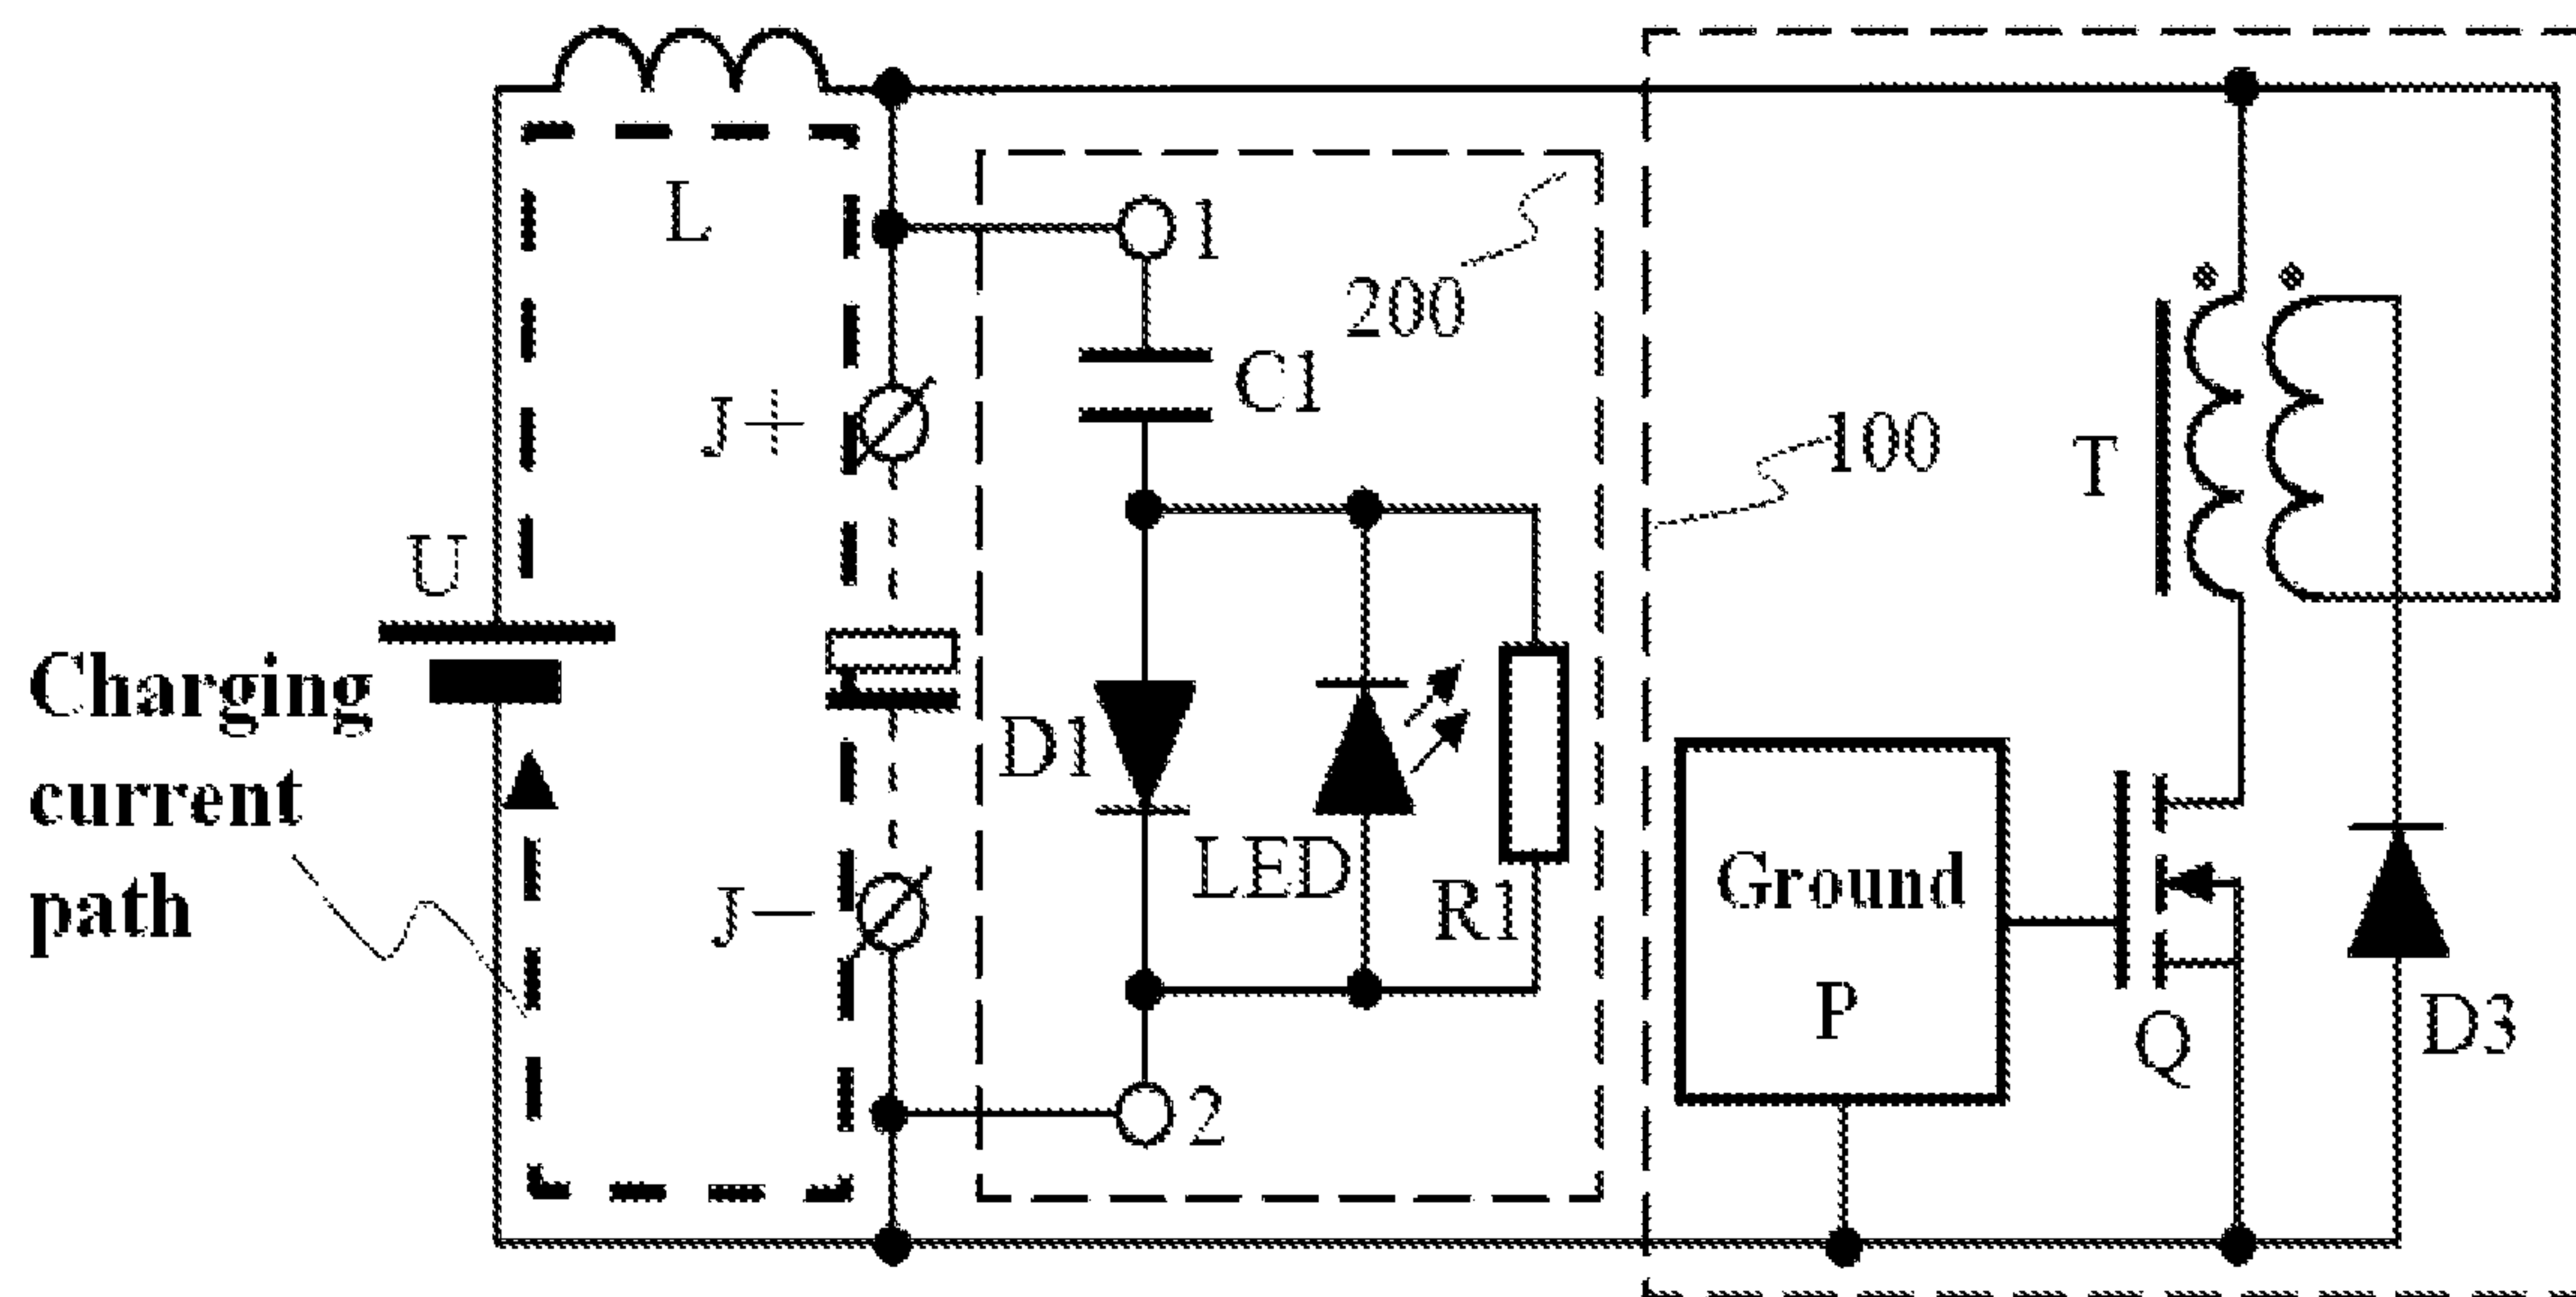 L
1
200
C1
J+
100
T
U
Charging
current
path
D1
LED
R1
J—
Ground
P
Q
D3
2